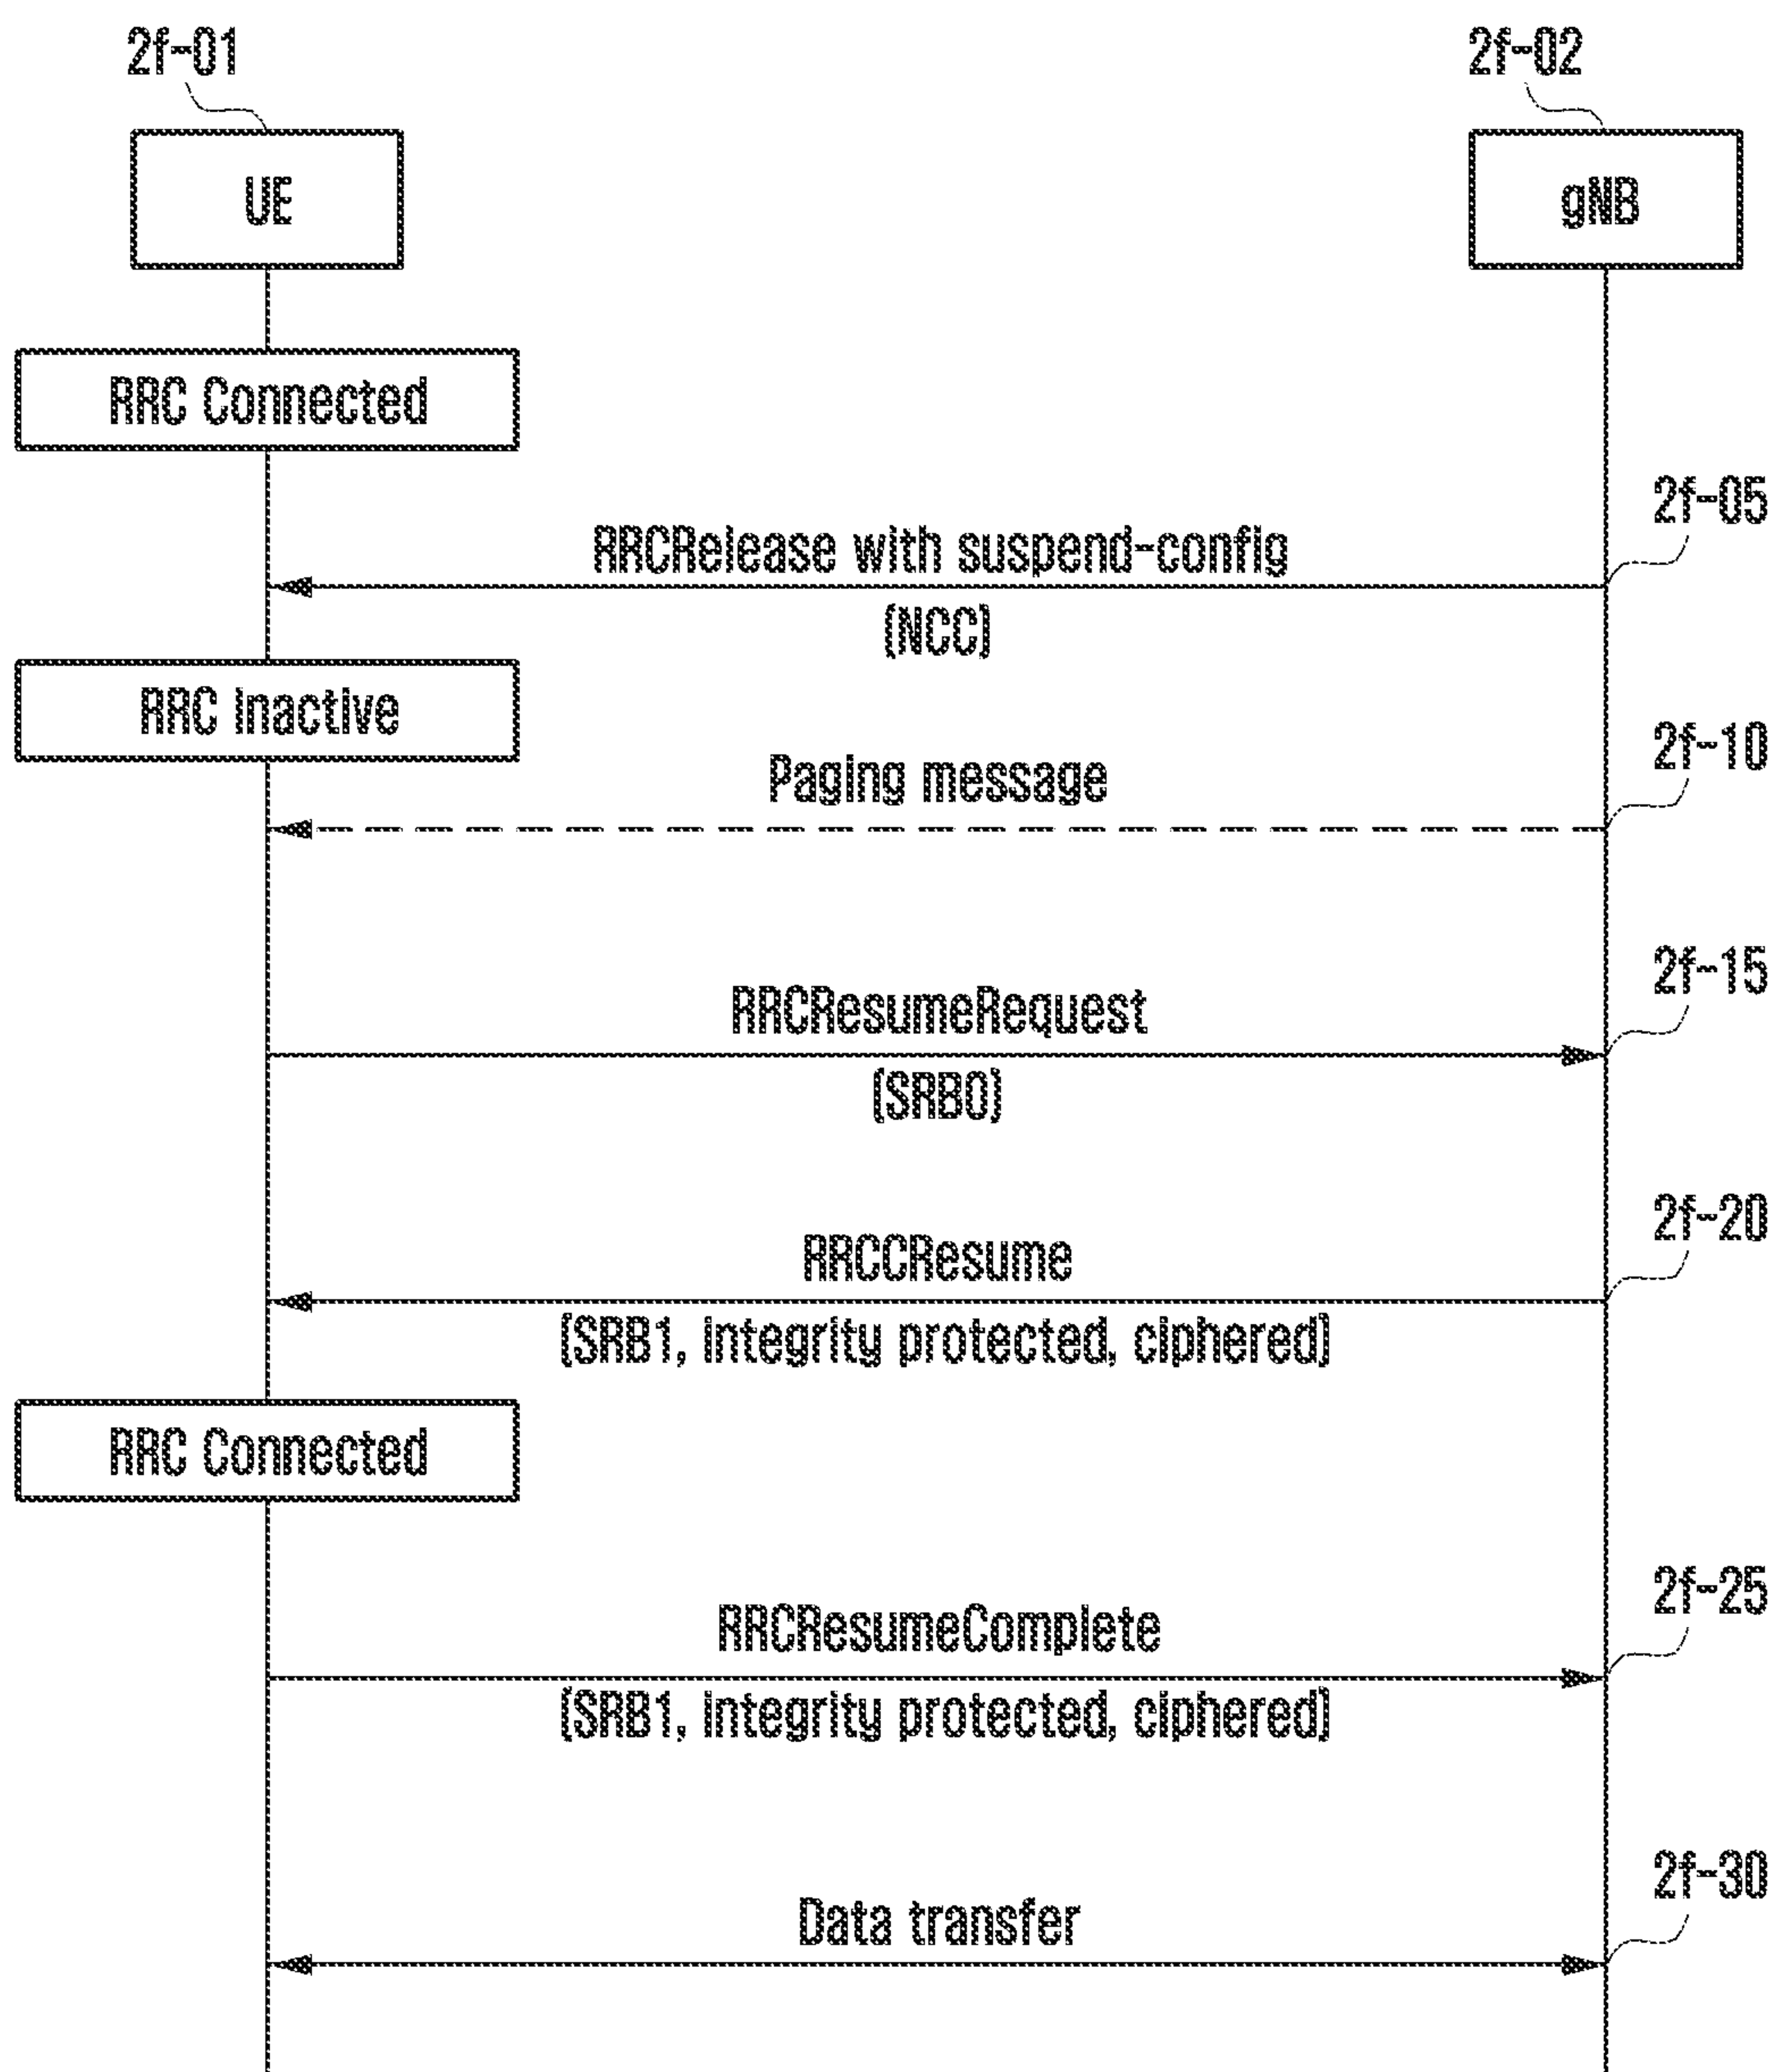 2f-01
2f-02
UE
gNB
RRC Connected
2f-05
RRCRelease with suspend-config
(NCC)
RRC Inactive
2f-10
Paging message
2f-15
RRCResumeRequest
(SRB0)
2f-20
RRCCResume
(SRB1, integrity protected, ciphered)
RRC Connected
2f-25
RRCResumeComplete
(SRB1, integrity protected, ciphered)
2f-30
Data transfer